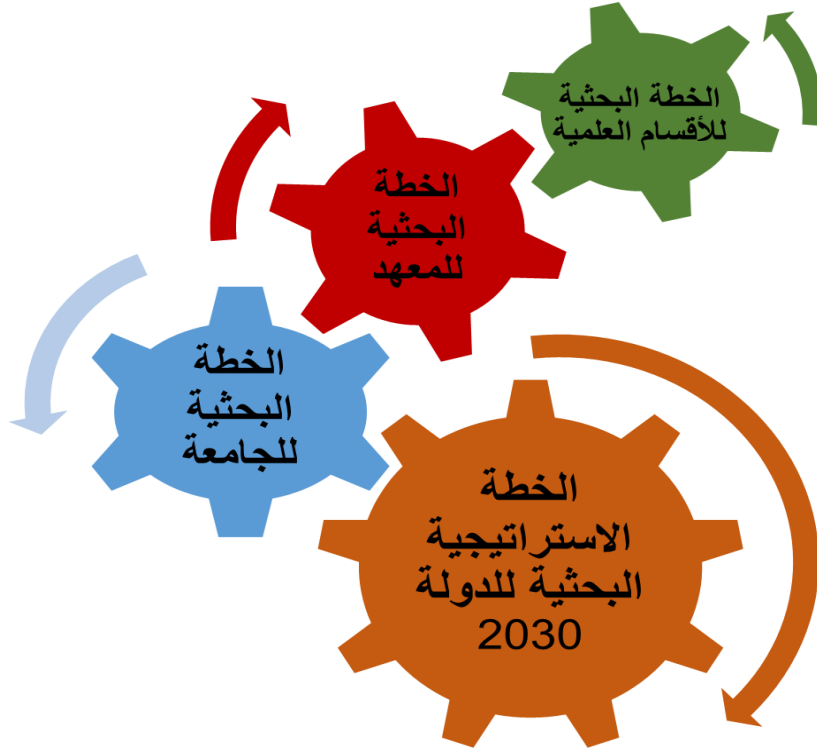 الخطة البحثية
للأقسام العلمية
الخطة
البحثية
للمعهد
الخطة
البحثية
للجامعة
الخطة
الاستراتيجية
البحثية للدولة
2030